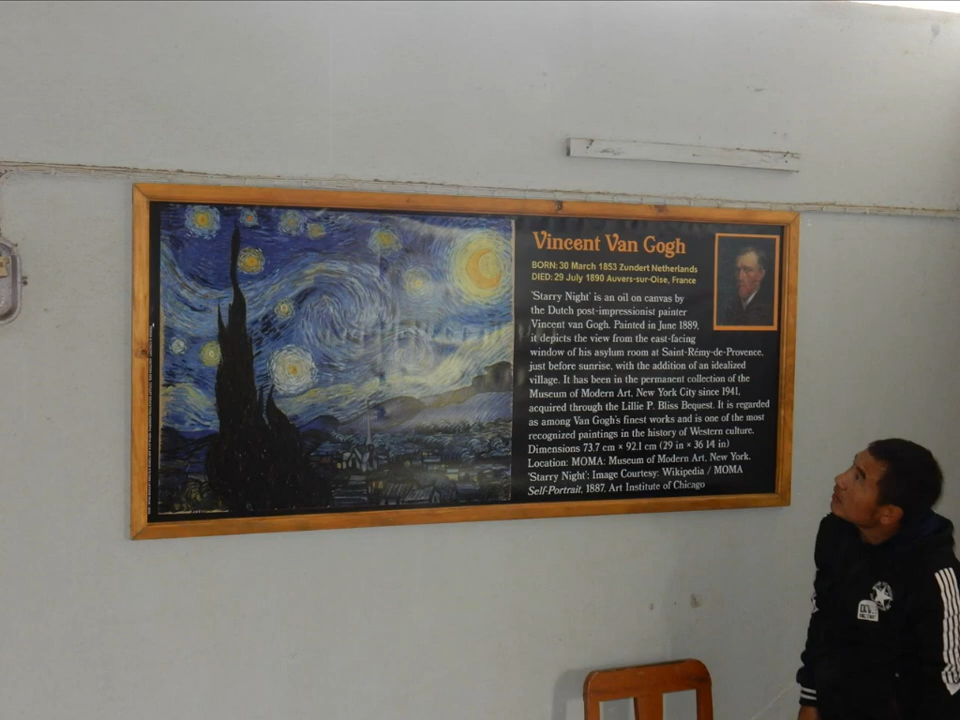 Vincent Van Gogh
BORN: 30 March 1853 Zundert Netherlands
DIED: 29 July 1890 Auvers-sur-Oise, France
'Starry Night' is an oil on canvas by
the Dutch post-impressionist painter
Vincent van Gogh. Painted in June 1889,
it depicts the view from the east-facing
window of his asylum room at Saint-Rémy-de-Provence,
just before sunrise, with the addition of an idealized
village. It has been in the permanent collection of the
Museum of Modern Art, New York City since 1941,
acquired through the Lillie P. Bliss Bequest. It is regarded
as among Van Gogh's finest works and is one of the most
recognized paintings in the history of Western culture.
Dimensions 73.7 cm × 92.1 cm (29 in × 36 1/4 in)
Location: MOMA: Museum of Modern Art, New York.
'Starry Night': Image Courtesy: Wikipedia / MOMA
Self-Portrait, 1887, Art Institute of Chicago